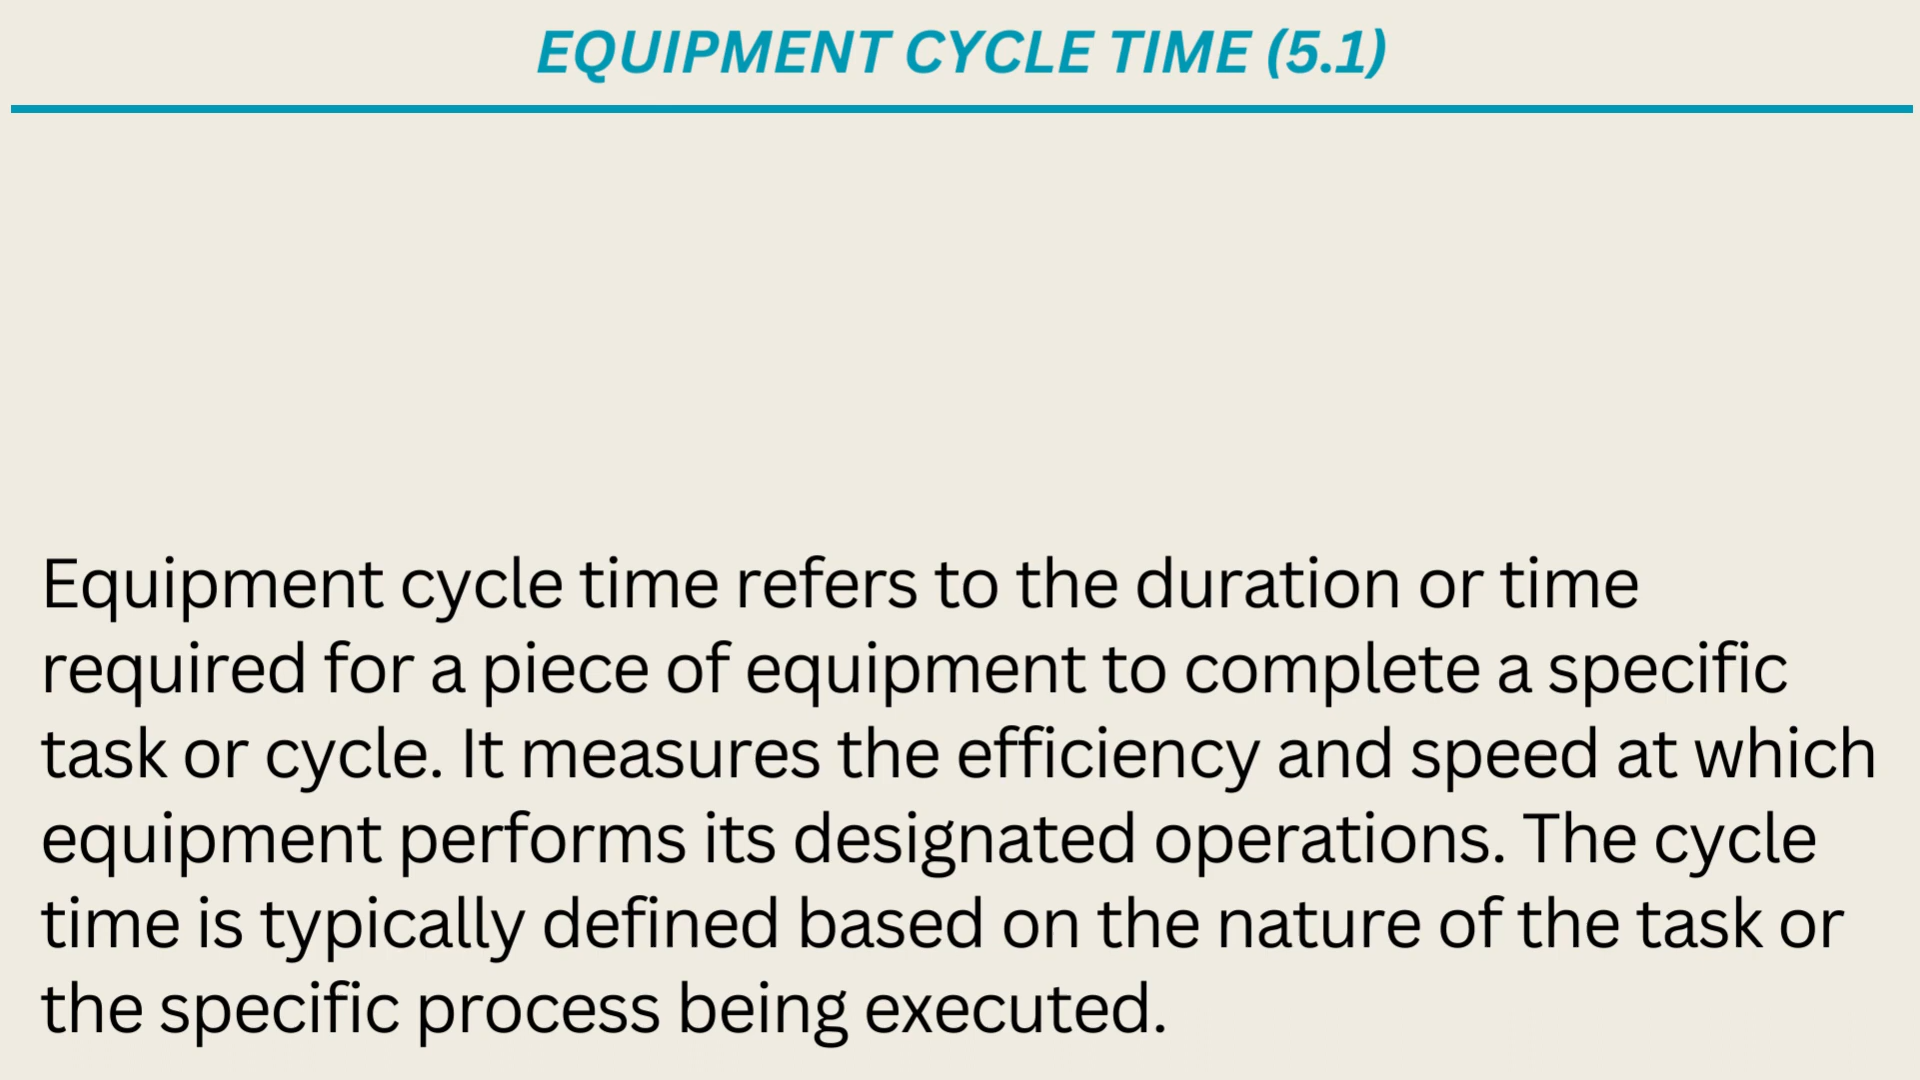 EQUIPMENT CYCLE TIME (5.1)
Equipment cycle time refers to the duration or time
required for a piece of equipment to complete a specific
task or cycle. It measures the efficiency and speed at which
equipment performs its designated operations. The cycle
time is typically defined based on the nature of the task or
the specific process being executed.